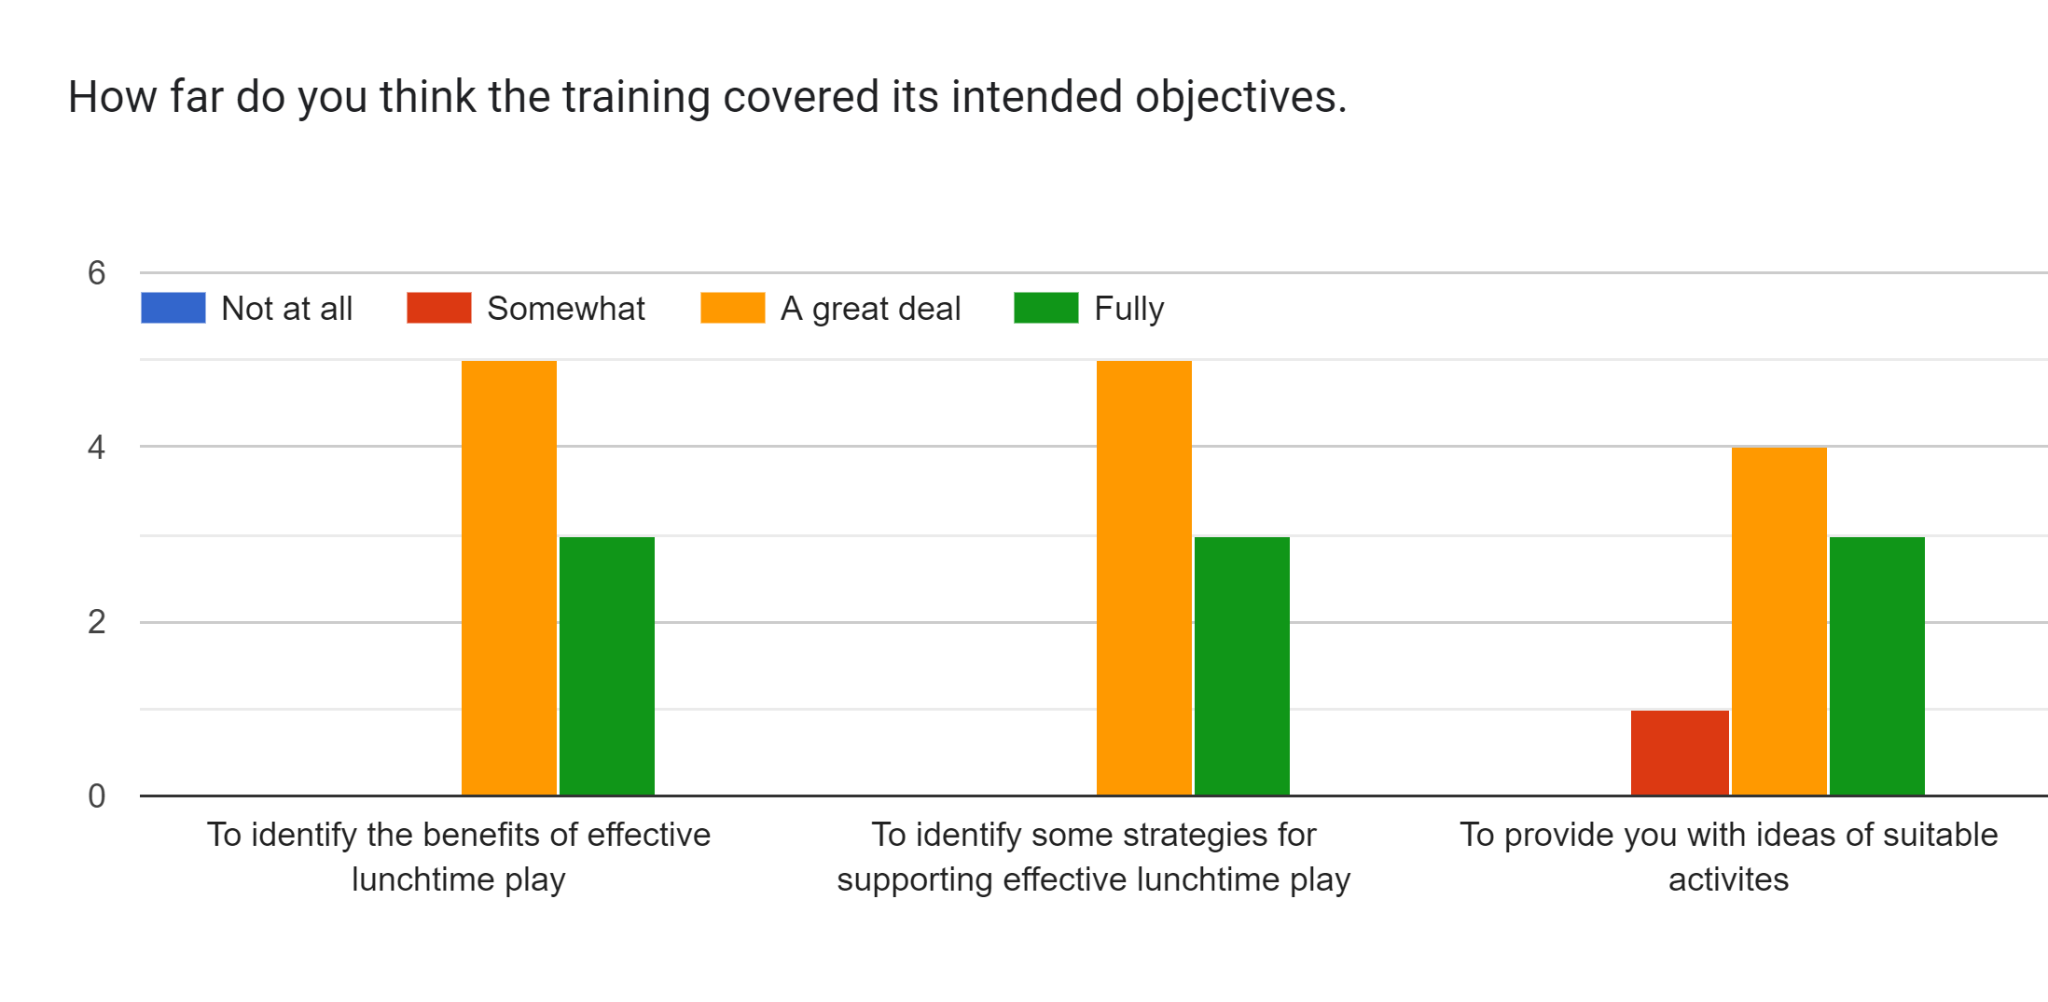 How far do you think the training covered its intended objectives.
6
Not at all Somewhat A great deal Fully
4
2
0
To identify the benefits of effective
lunchtime play
To identify some strategies for
supporting effective lunchtime play
To provide you with ideas of suitable
activites